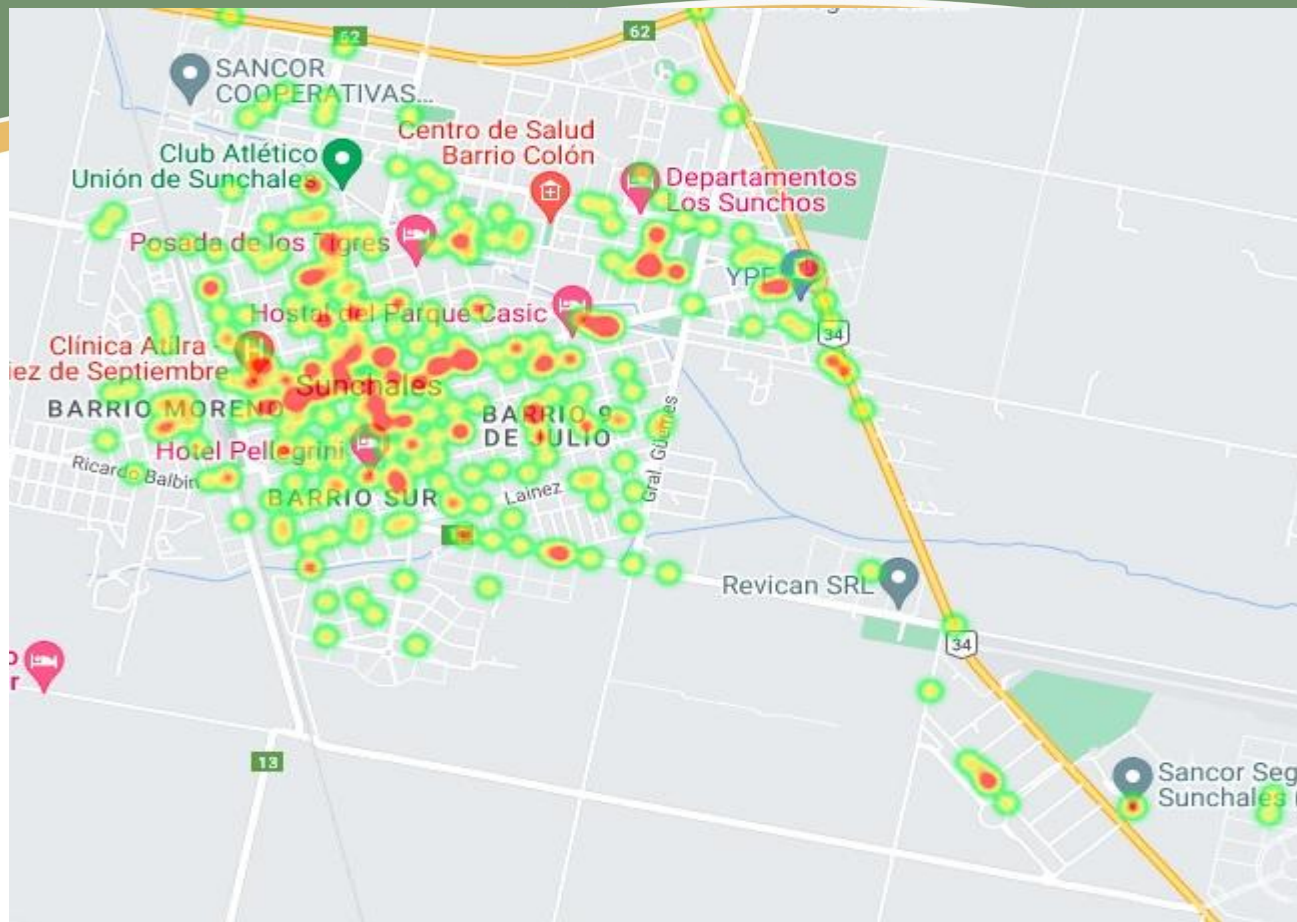 62
62
SANCOR
COOPERATIVAS...
Centro de Salud
Barrio Colón
Club Atlético
Unión de Sunchales
Departamentos
Los Sunchos
Posada de los Tigres
YPF
Hostal del Parque Casic
34
Clínica Atilra -
iez de Septiembre
Sunchales
BARRIO MORENO
BARRIO 9
DE JULIO
Hotel Pellegrini
Gral. Güemes
Ricardo Balbin
BARRIO SUR
Lainez
Revican SRL
34
o
r
13
Sancor Seg
Sunchales (